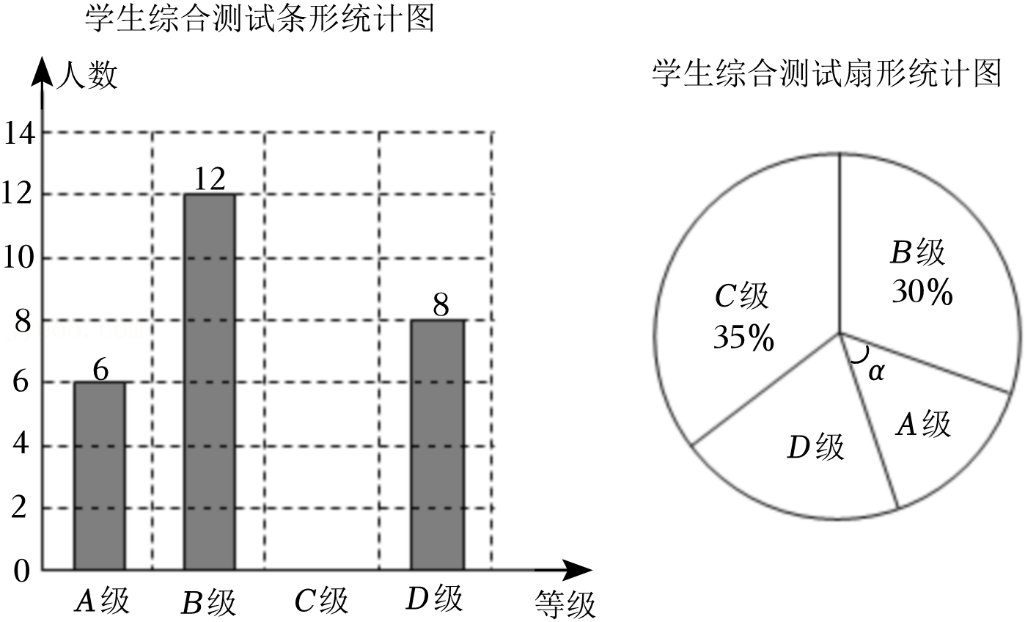 学生综合测试条形统计图
人数
14
12
10
8
6
4
2
0
6
12
8
A级
B级
C级
D级
等级
学生综合测试扇形统计图
B级
30%
C级
35%
α
A级
D级